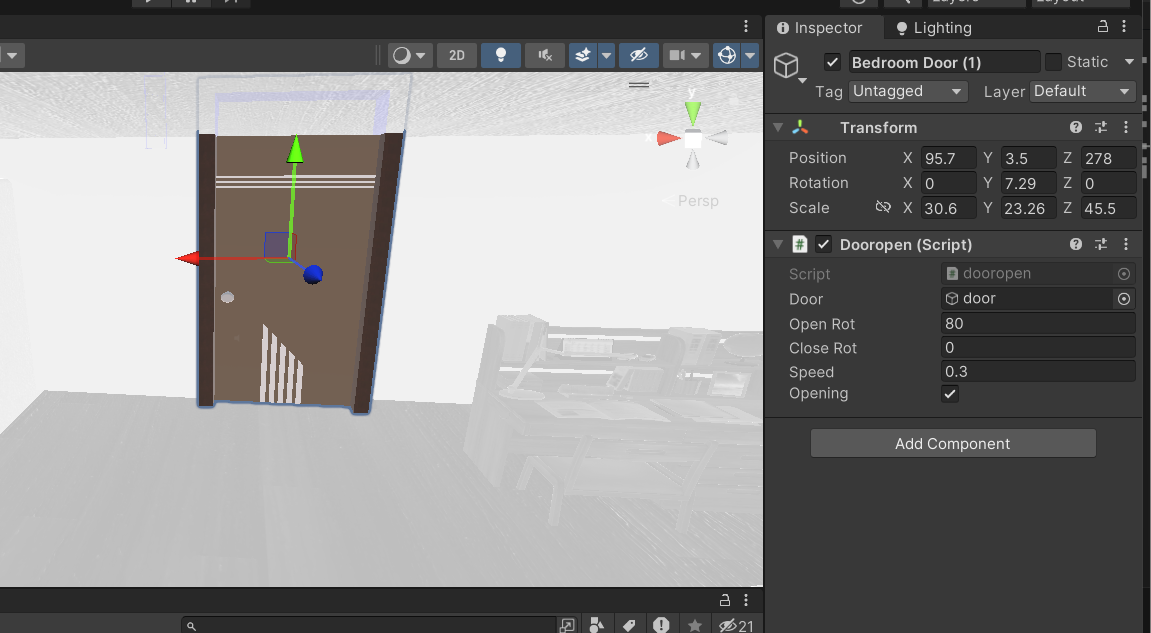 Layers
Layout
Inspector
Lighting
2D
Bedroom Door (1)
Static
Tag Untagged Layer Default
Transform
Position X 95.7 Y 3.5 Z 278
Rotation X 0 Y 7.29 Z 0
Scale X 30.6 Y 23.26 Z 45.5
y
< Persp
# Dooropen (Script)
Script # dooropen
Door door
Open Rot 80
Close Rot 0
Speed 0.3
Opening
Add Component
21